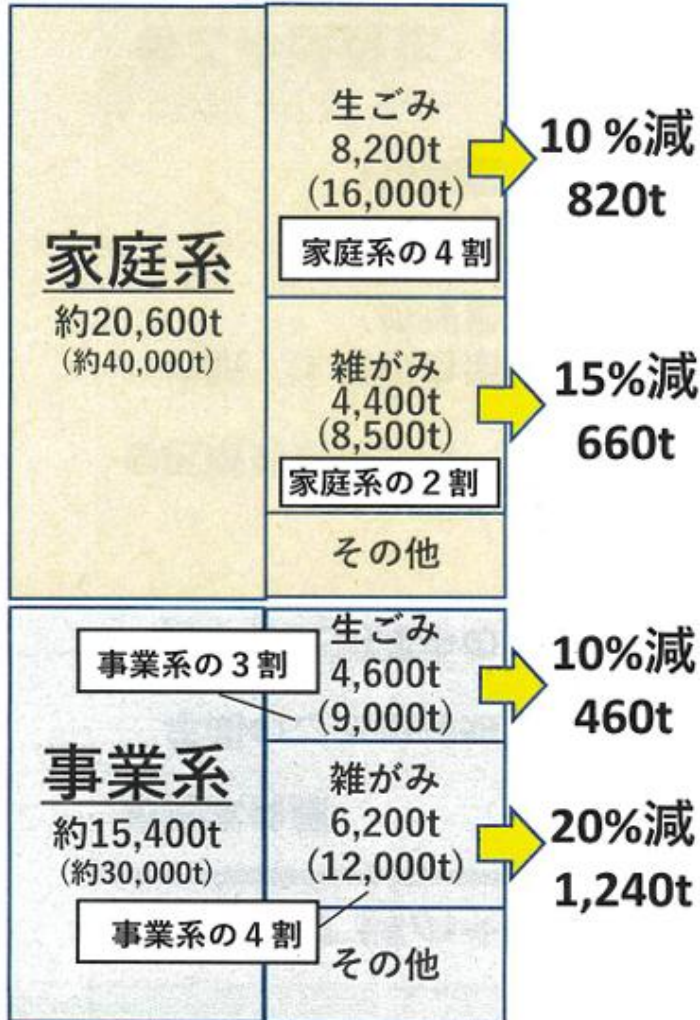 家庭系
約20,600t
(約40,000t)
生ごみ
8,200t
(16,000t)
家庭系の4割
10 %減
820t
雑がみ
4,400t
(8,500t)
家庭系の2割
15%減
660t
その他
事業系
約15,400t
(約30,000t)
事業系の3割
生ごみ
4,600t
(9,000t)
10%減
460t
雑がみ
6,200t
(12,000t)
事業系の4割
20%減
1,240t
その他